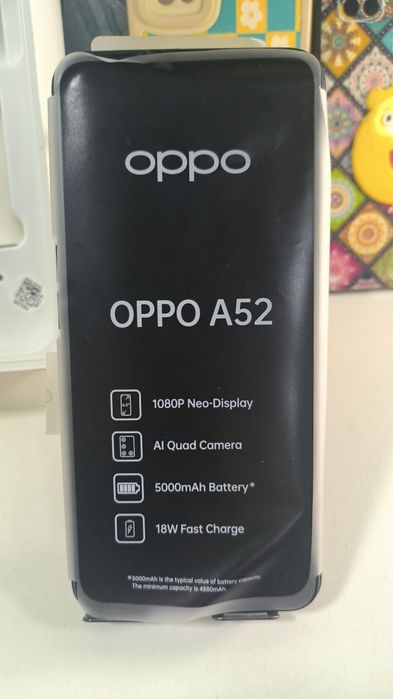 oppo
OPPO A52
1080P Neo-Display
AI Quad Camera
5000mAh Battery*
18W Fast Charge
*5000mAh is the typical value of battery capacity.
The minimum capacity is 4880mAh.